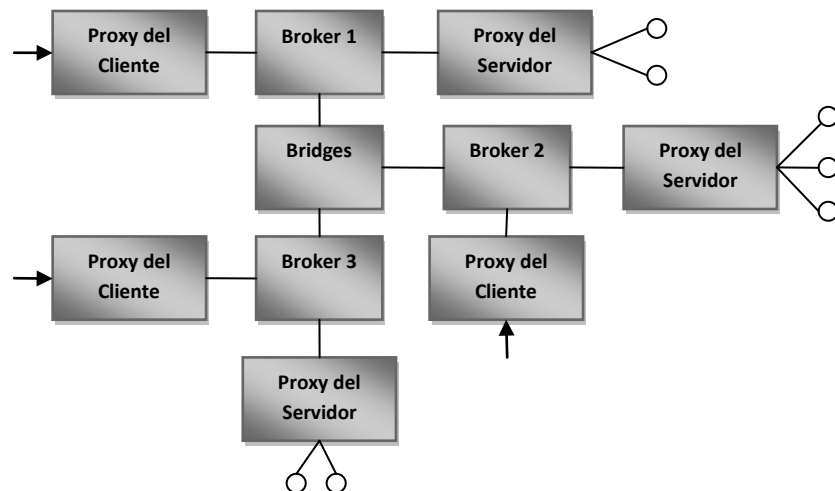 Proxy del
Cliente
Broker 1
Proxy del
Servidor
Bridges
Broker 2
Proxy del
Servidor
Proxy del
Cliente
Broker 3
Proxy del
Cliente
Proxy del
Servidor